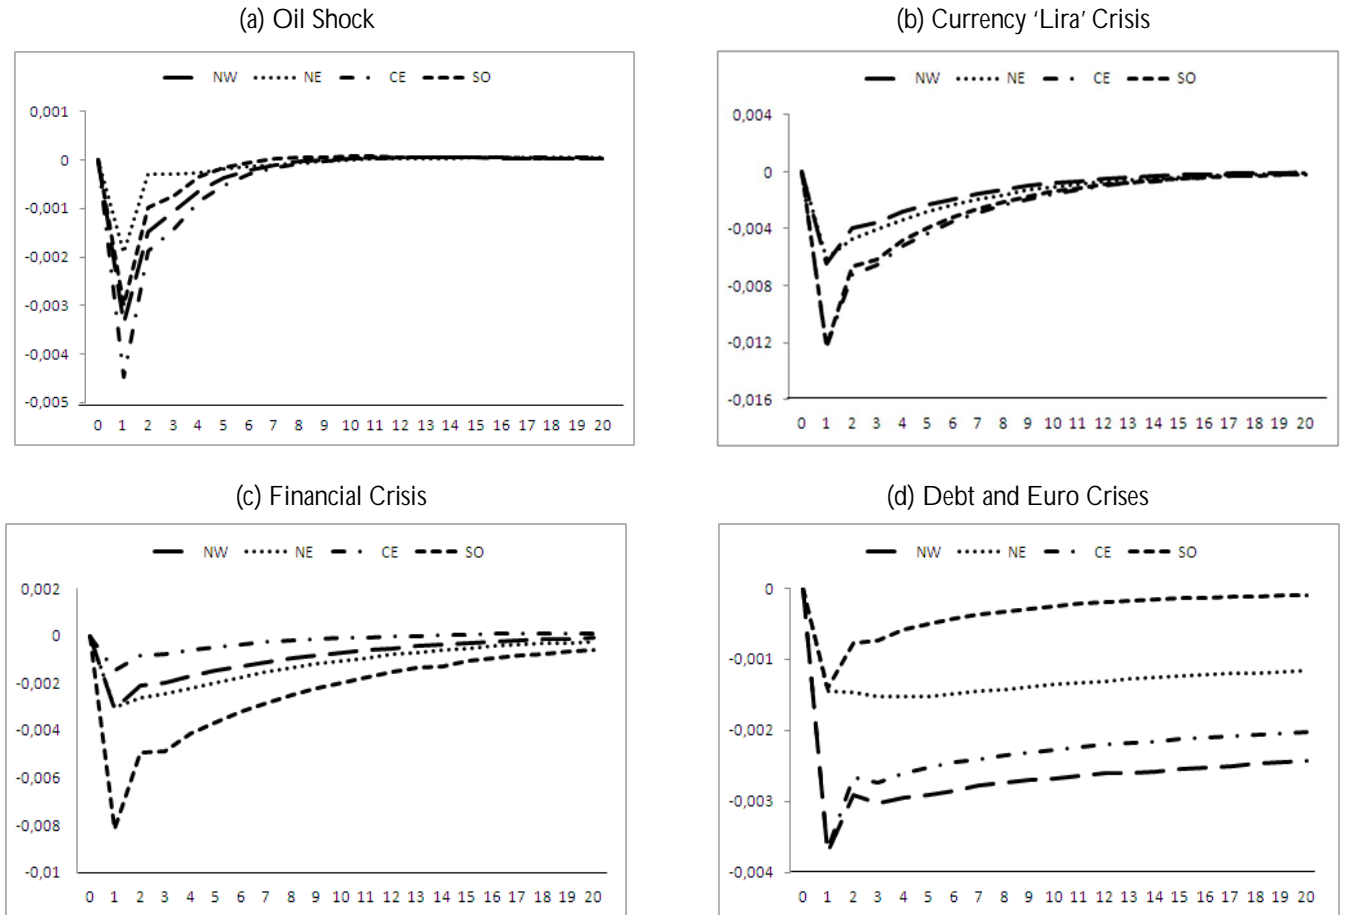 (a) Oil Shock
NW NE CE SO
0,001
0
-0,001
-0,002
-0,003
-0,004
-0,005
0 1 2 3 4 5 6 7 8 9 10 11 12 13 14 15 16 17 18 19 20
(b) Currency ‘Lira’ Crisis
NW NE CE SO
0,004
0
-0,004
-0,008
-0,012
-0,016
0 1 2 3 4 5 6 7 8 9 10 11 12 13 14 15 16 17 18 19 20
(c) Financial Crisis
NW NE CE SO
0,002
0
-0,002
-0,004
-0,006
-0,008
-0,01
0 1 2 3 4 5 6 7 8 9 10 11 12 13 14 15 16 17 18 19 20
(d) Debt and Euro Crises
NW NE CE SO
0
-0,001
-0,002
-0,003
-0,004
0 1 2 3 4 5 6 7 8 9 10 11 12 13 14 15 16 17 18 19 20